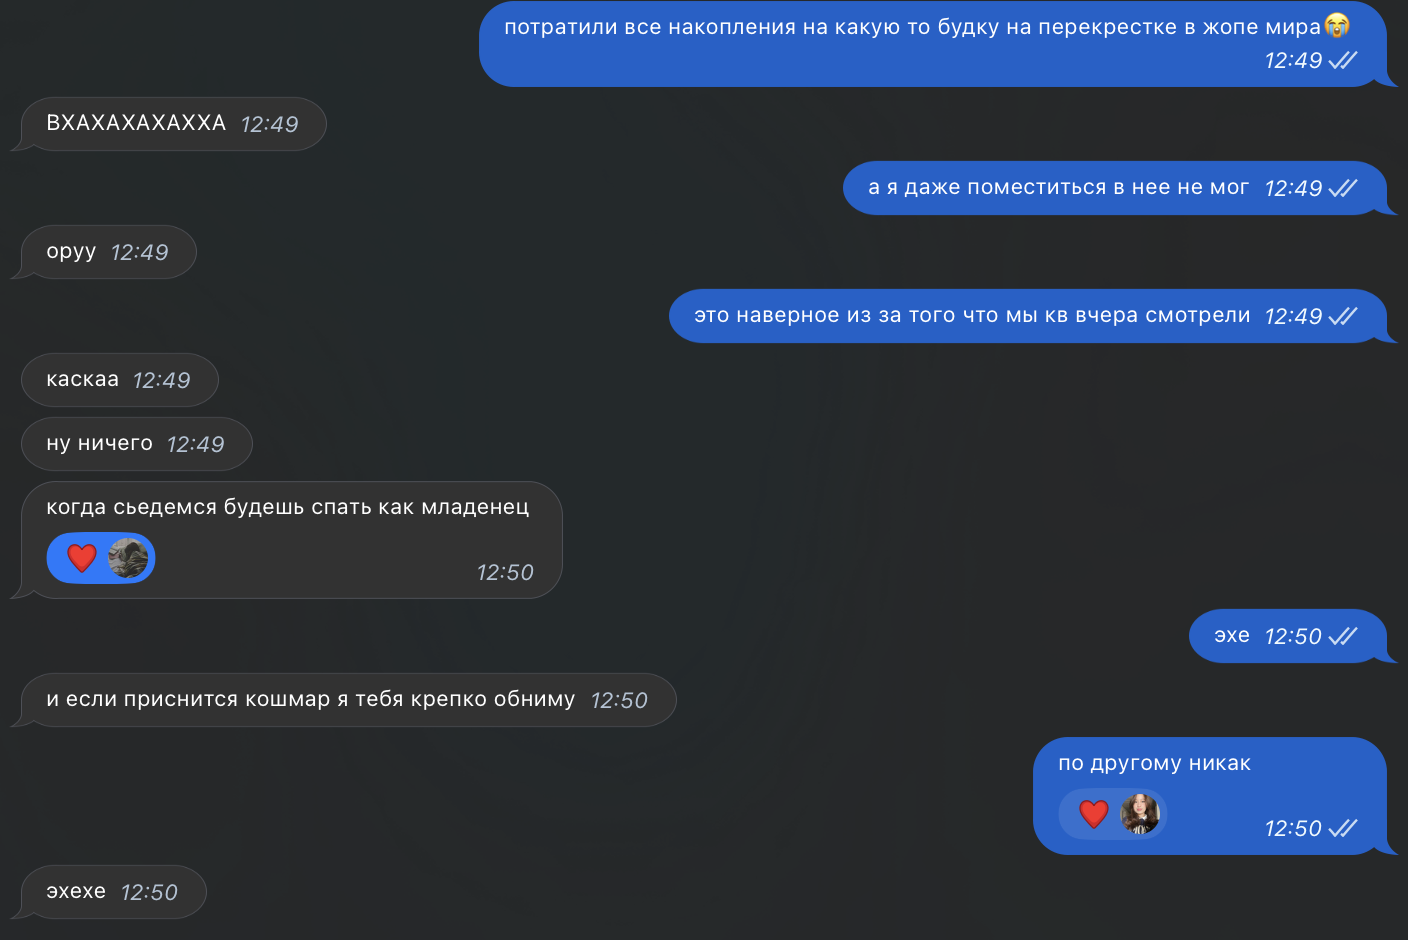 потратили все накопления на какую то будку на перекрестке в жопе мира😭
12:49
ВХАХАХАХАХХА 12:49
а я даже поместиться в нее не мог 12:49
оруу 12:49
это наверное из за того что мы кв вчера смотрели 12:49
каскаа 12:49
ну ничего 12:49
когда сьедемся будешь спать как младенец
❤️
12:50
эхе 12:50
и если приснится кошмар я тебя крепко обниму 12:50
по другому никак
❤️
12:50
эхехе 12:50